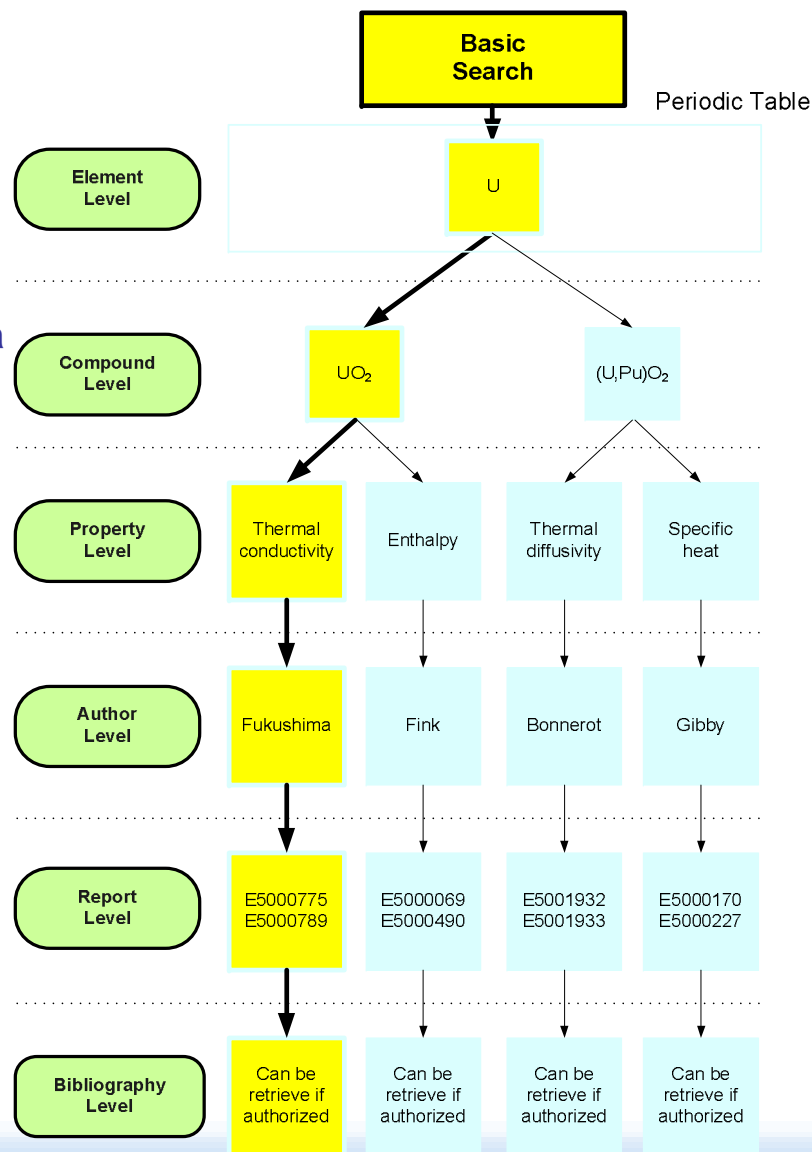 Basic
Search
Periodic Table
Element
Level
U
Compound
Level
UO₂
(U,Pu)O₂
Property
Level
Thermal
conductivity
Enthalpy
Thermal
diffusivity
Specific
heat
Author
Level
Fukushima
Fink
Bonnerot
Gibby
Report
Level
E5000775
E5000789
E5000069
E5000490
E5001932
E5001933
E5000170
E5000227
Bibliography
Level
Can be
retrieve if
authorized
Can be
retrieve if
authorized
Can be
retrieve if
authorized
Can be
retrieve if
authorized